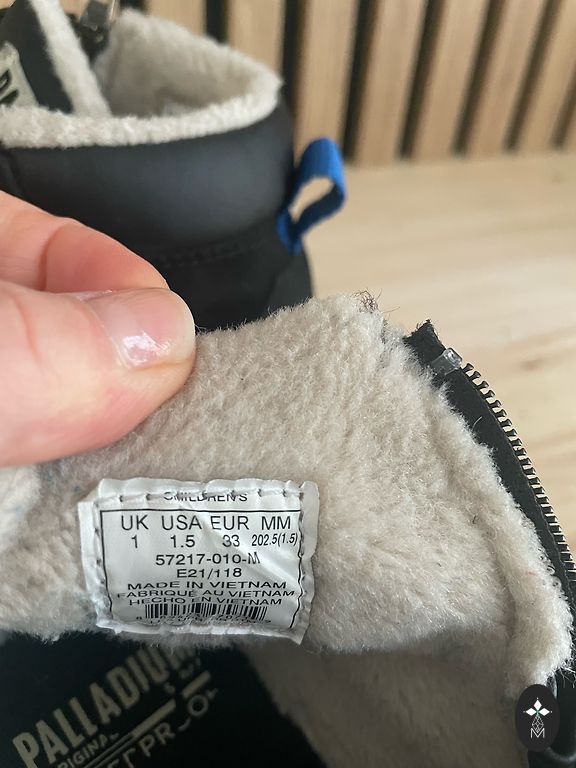 CHILDREN'S
UK USA EUR MM
1 1.5 33 202.5(1.5)
57217-010-M
E21/118
MADE IN VIETNAM
FABRIQUÉ AU VIETNAM
HECHO EN VIETNAM
PALLADIUM
M